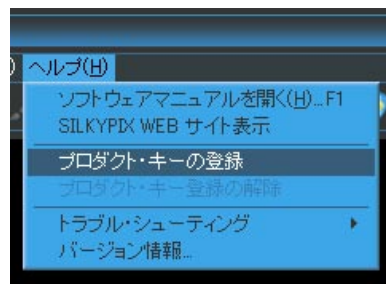 ) ヘルプ(H)
ソフトウェアマニュアルを開く(H)...F1
SILKYPIX WEB サイト表示
プロダクト・キーの登録
プロダクト・キー登録の解除
トラブル・シューティング
バージョン情報...